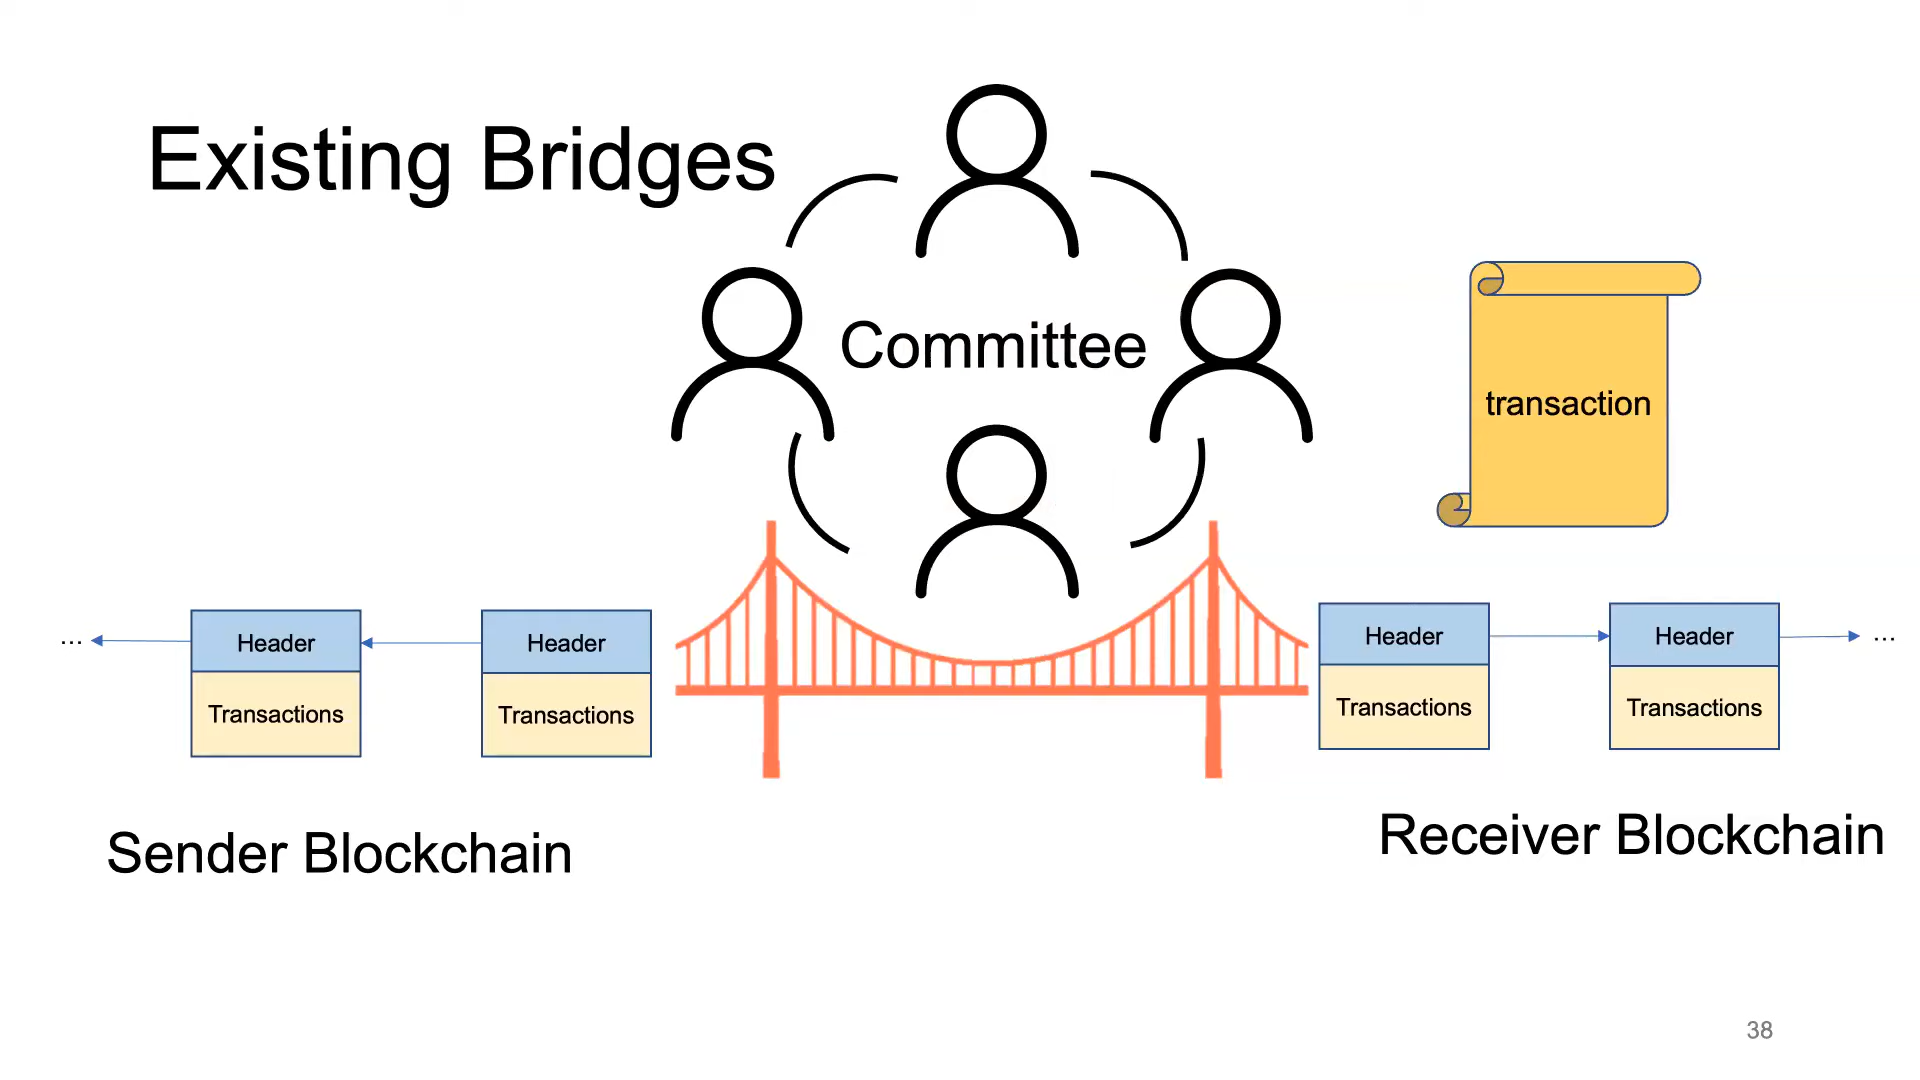 Existing Bridges
Committee
transaction
... Header Header
Transactions Transactions
Header Header ...
Transactions Transactions
Sender Blockchain
Receiver Blockchain
38